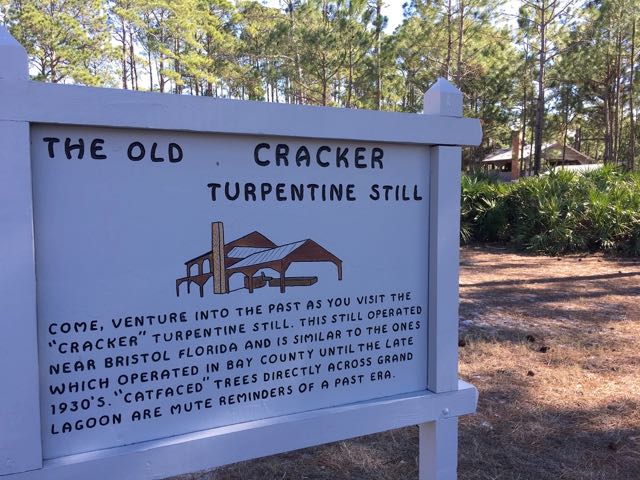 THE OLD CRACKER
TURPENTINE STILL
COME, VENTURE INTO THE PAST AS YOU VISIT THE
"CRACKER" TURPENTINE STILL. THIS STILL OPERATED
NEAR BRISTOL FLORIDA AND IS SIMILAR TO THE ONES
WHICH OPERATED IN BAY COUNTY UNTIL THE LATE
1930'S. "CATFACED" TREES DIRECTLY ACROSS GRAND
LAGOON ARE MUTE REMINDERS OF A PAST ERA.